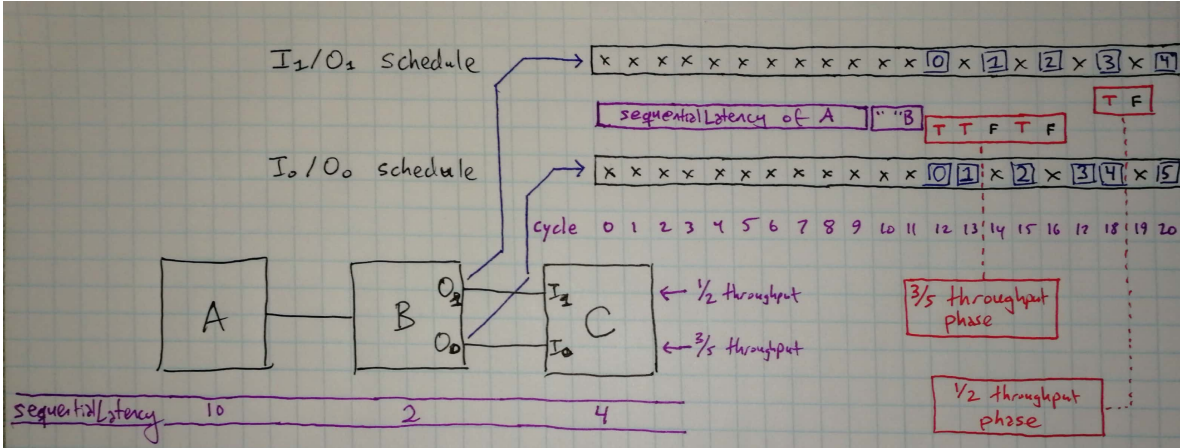 I₁/O₁ schedule
x x x x x x x x x x x x 0 x 1 x 2 x 3 x 4
sequentialLatency of A
" " B
T F
T T F T F
I₀/O₀ schedule
x x x x x x x x x x x x 0 1 x 2 x 3 4 x 5
cycle 0 1 2 3 4 5 6 7 8 9 10 11 12 13 14 15 16 17 18 19 20
A
B
O₁
O₀
I₁
I₀
C
← 1/2 throughput
← 3/5 throughput
3/5 throughput
phase
1/2 throughput
phase
sequentialLatency 10 2 4